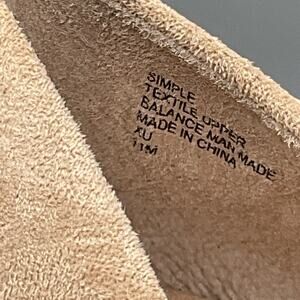 SIMPLE
TEXTILE UPPER
BALANCE MAN MADE
MADE IN CHINA
XU
11M